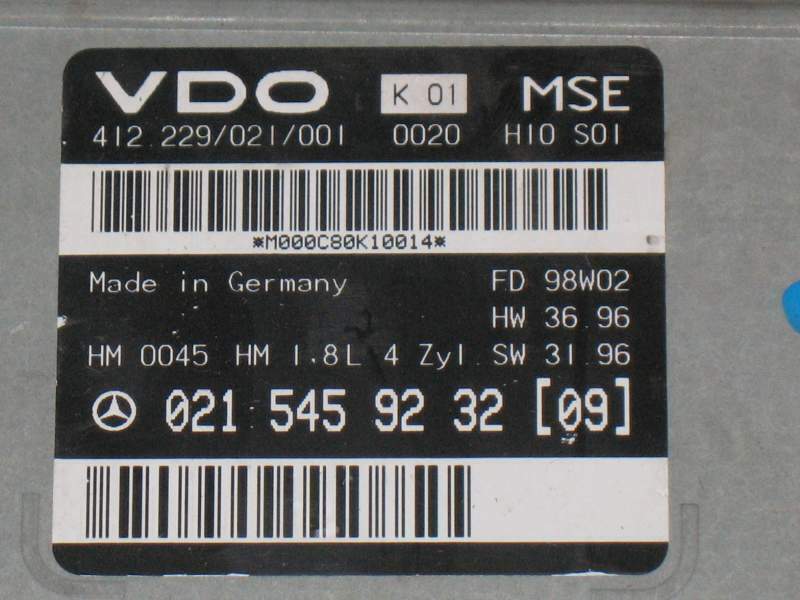 VDO K 01 MSE
412 229/021/001 0020 H10 S01
*M000C80K10014*
Made in Germany FD 98W02
HW 36 96
HM 0045 HM 1.8L 4 Zyl SW 31 96
021 545 92 32 [09]